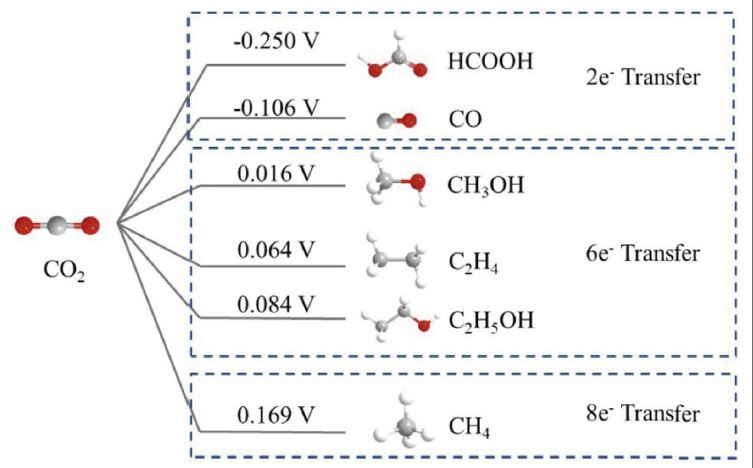 -0.250 V
HCOOH
2e⁻ Transfer
-0.106 V
CO
0.016 V
CH₃OH
CO₂
0.064 V
C₂H₄
6e⁻ Transfer
0.084 V
C₂H₅OH
0.169 V
CH₄
8e⁻ Transfer